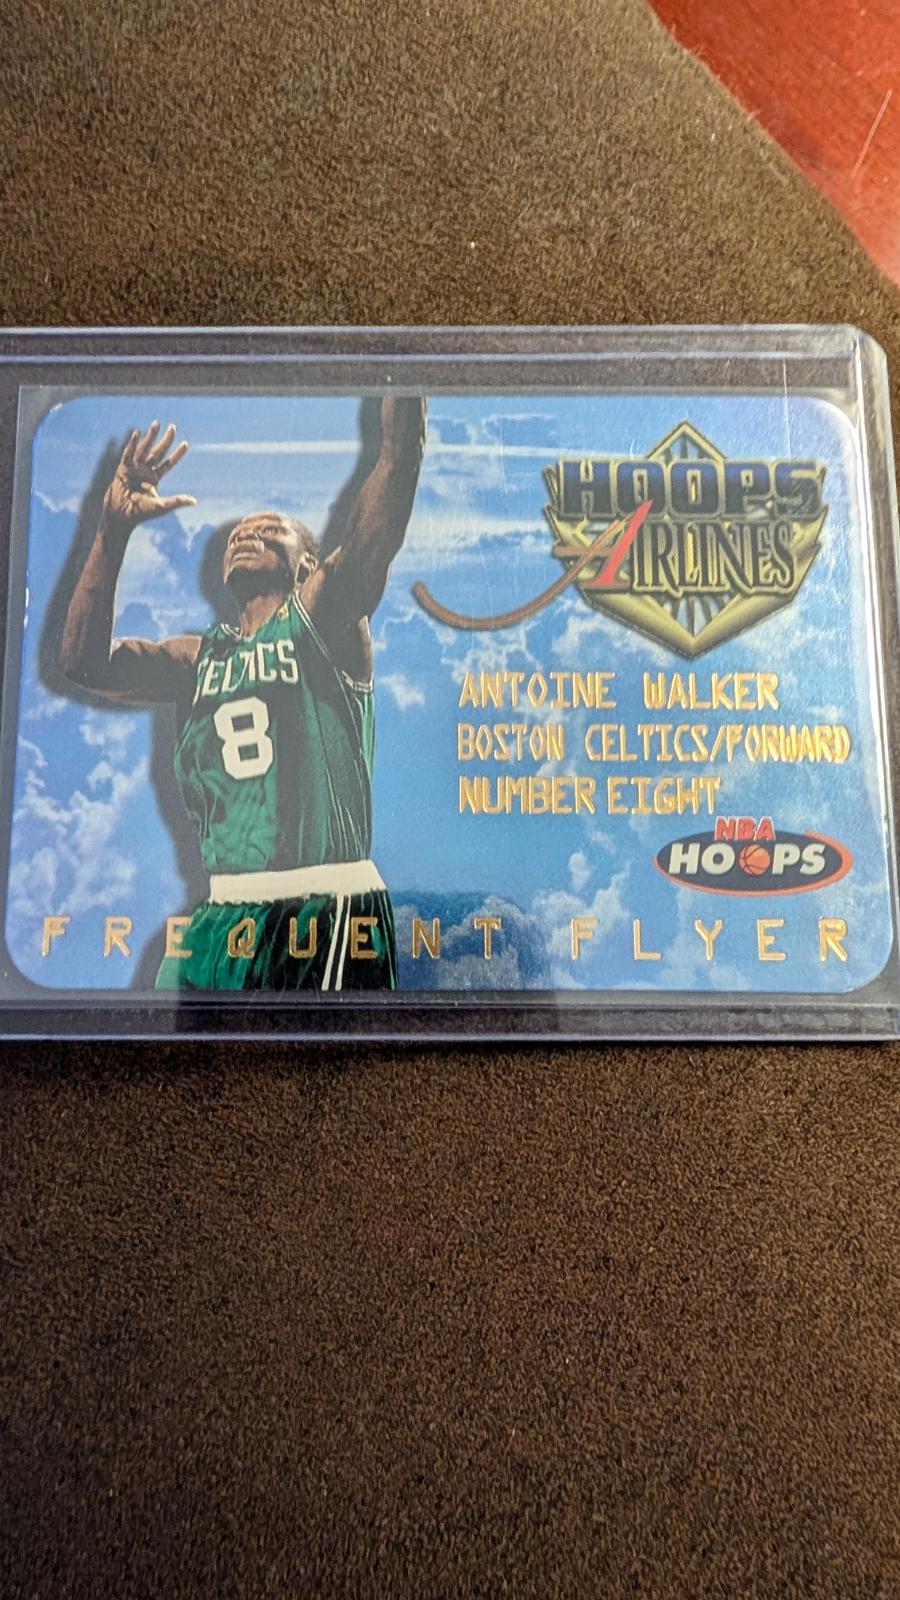 HOOPS
AIRLINES
ANTOINE WALKER
BOSTON CELTICS/FORWARD
NUMBER EIGHT
NBA
HOOPS
CELTICS
8
FREQUENT FLYER